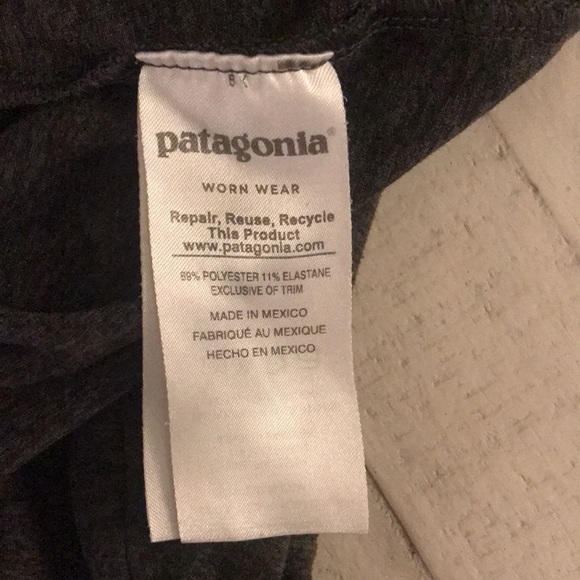 patagonia®
WORN WEAR
Repair, Reuse, Recycle
This Product
www.patagonia.com
89% POLYESTER 11% ELASTANE
EXCLUSIVE OF TRIM
MADE IN MEXICO
FABRIQUÉ AU MEXIQUE
HECHO EN MEXICO